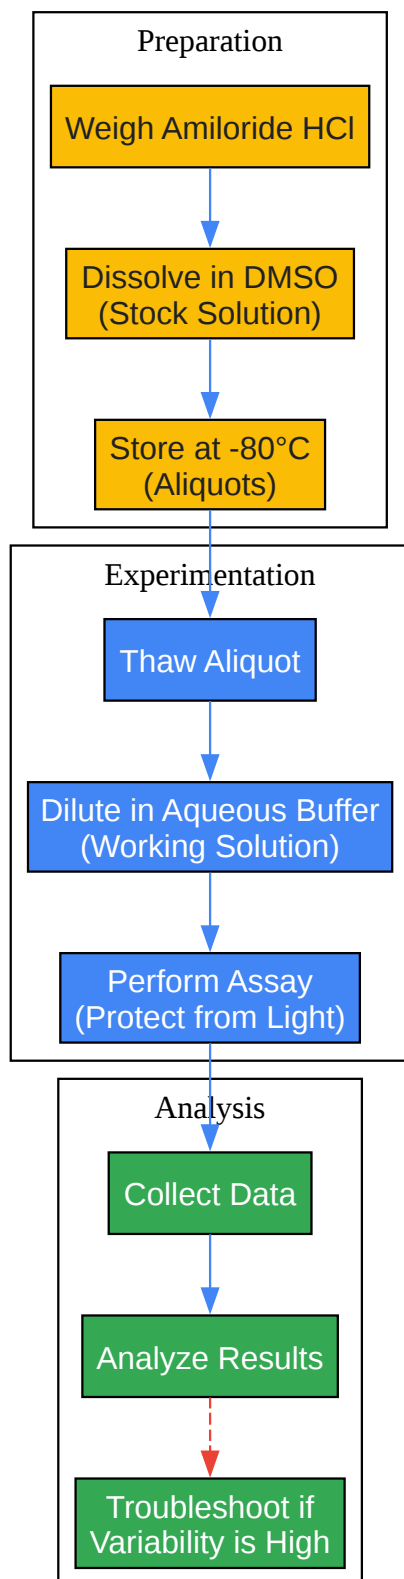 Preparation
Weigh Amiloride HCl
Dissolve in DMSO
(Stock Solution)
Store at -80°C
(Aliquots)
Experimentation
Thaw Aliquot
Dilute in Aqueous Buffer
(Working Solution)
Perform Assay
(Protect from Light)
Analysis
Collect Data
Analyze Results
Troubleshoot if
Variability is High